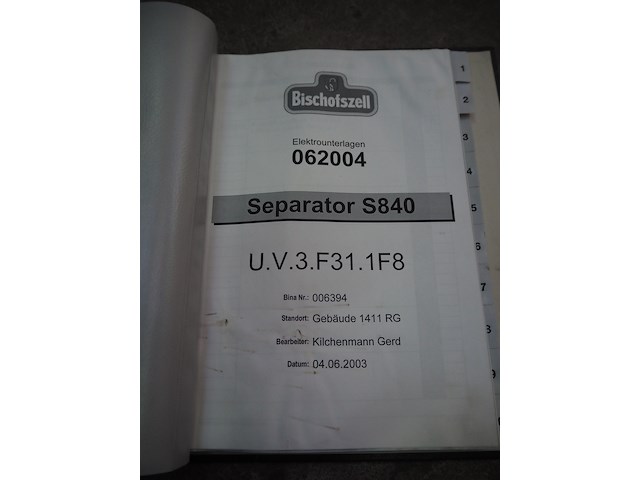 Bischofszell
Elektrounterlagen
062004
Separator S840
U.V.3.F31.1F8
Bina Nr.: 006394
Standort: Gebäude 1411 RG
Bearbeiter: Kilchenmann Gerd
Datum: 04.06.2003
1
2
3
4
5
6
7
8
9